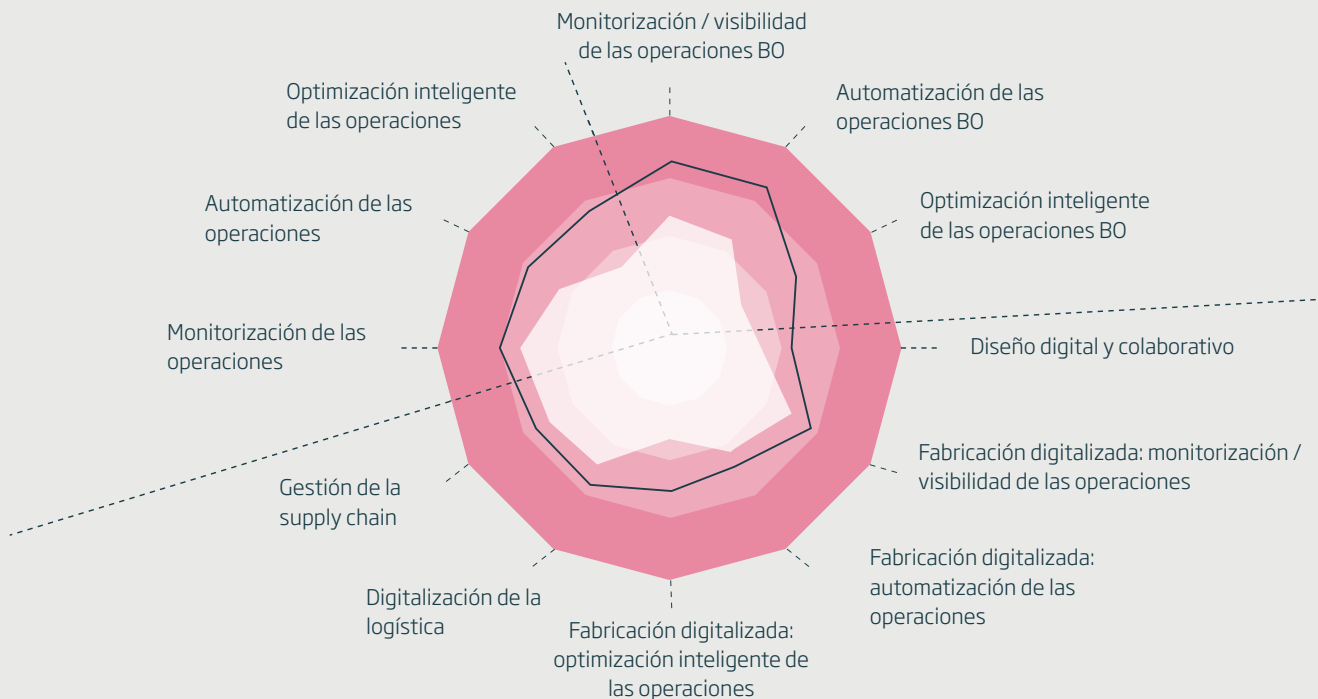 Monitorización / visibilidad
de las operaciones BO
Automatización de las
operaciones BO
Optimización inteligente
de las operaciones BO
Diseño digital y colaborativo
Fabricación digitalizada: monitorización /
visibilidad de las operaciones
Fabricación digitalizada:
automatización de las
operaciones
Fabricación digitalizada:
optimización inteligente de
las operaciones
Digitalización de la
logística
Gestión de la
supply chain
Monitorización de las
operaciones
Automatización de las
operaciones
Optimización inteligente
de las operaciones